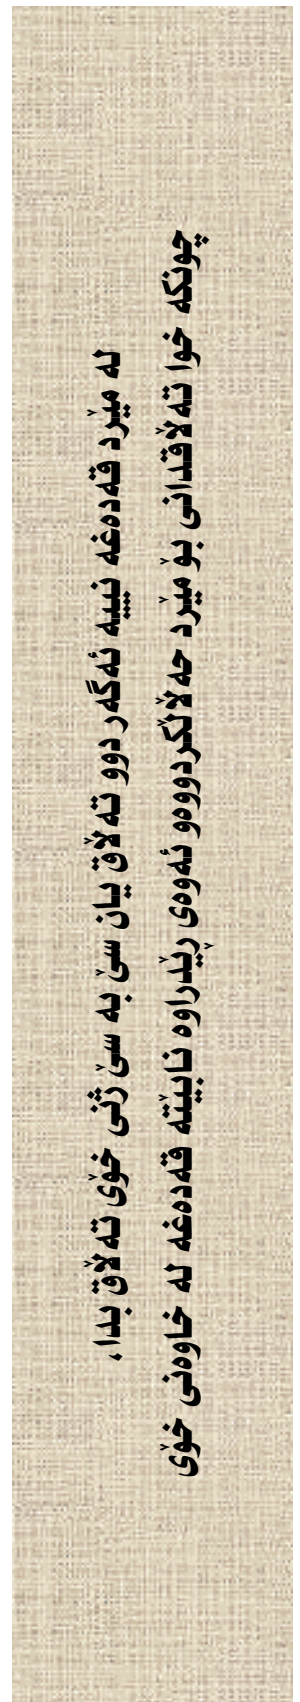 لە مێرد قەدەغە نییە ئەگەر دوو تەڵاق یان سێ بە سێ ژنی خۆی تەڵاق بدا،
چونکە خوا تەڵاقدانی بۆ مێرد حەڵاڵکردووەو ئەوەی ڕێدراوە نابێتە قەدەغە لە خاوەنی خۆی